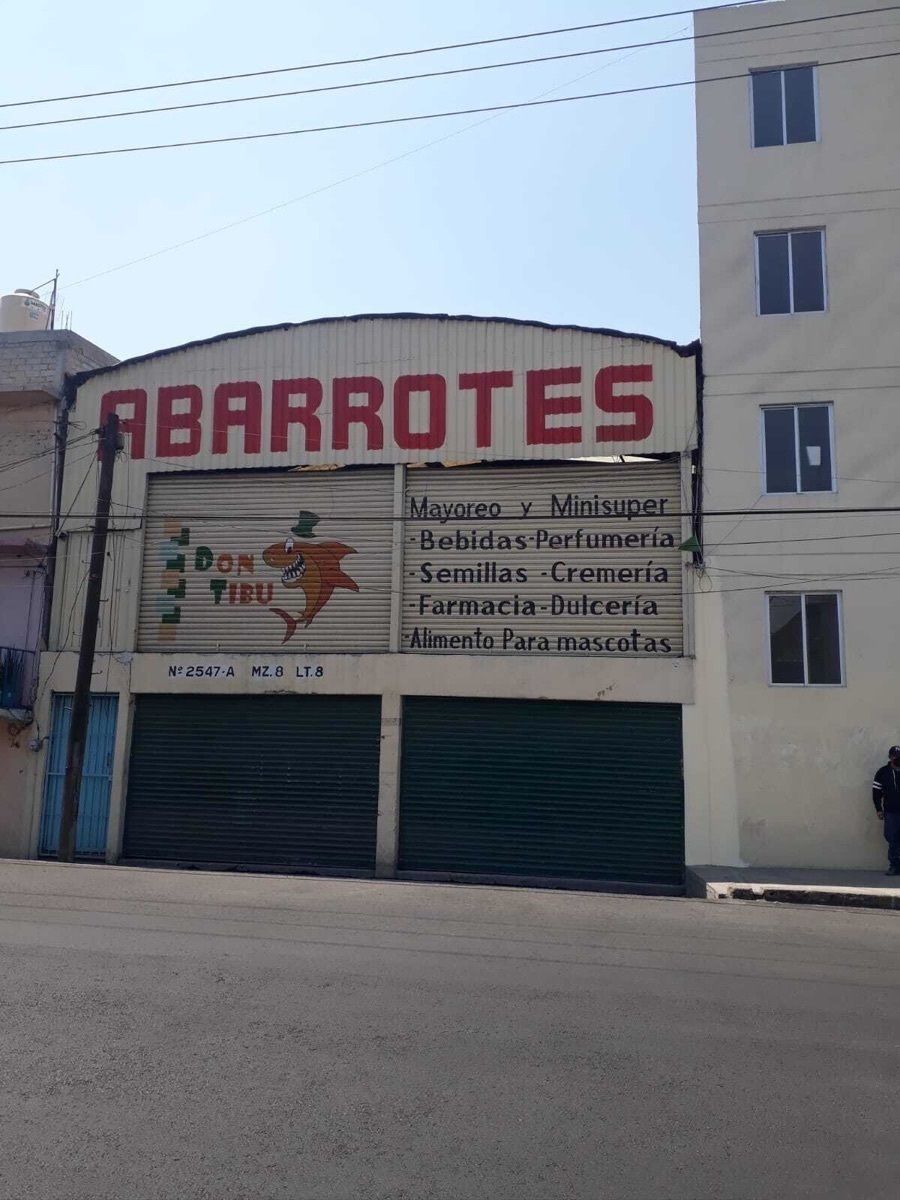 ABARROTES
DON
TIBU
Mayoreo y Minisuper
-Bebidas-Perfumería
-Semillas -Cremería
-Farmacia-Dulcería
-Alimento Para mascotas
Nº 2547-A MZ.8 LT.8